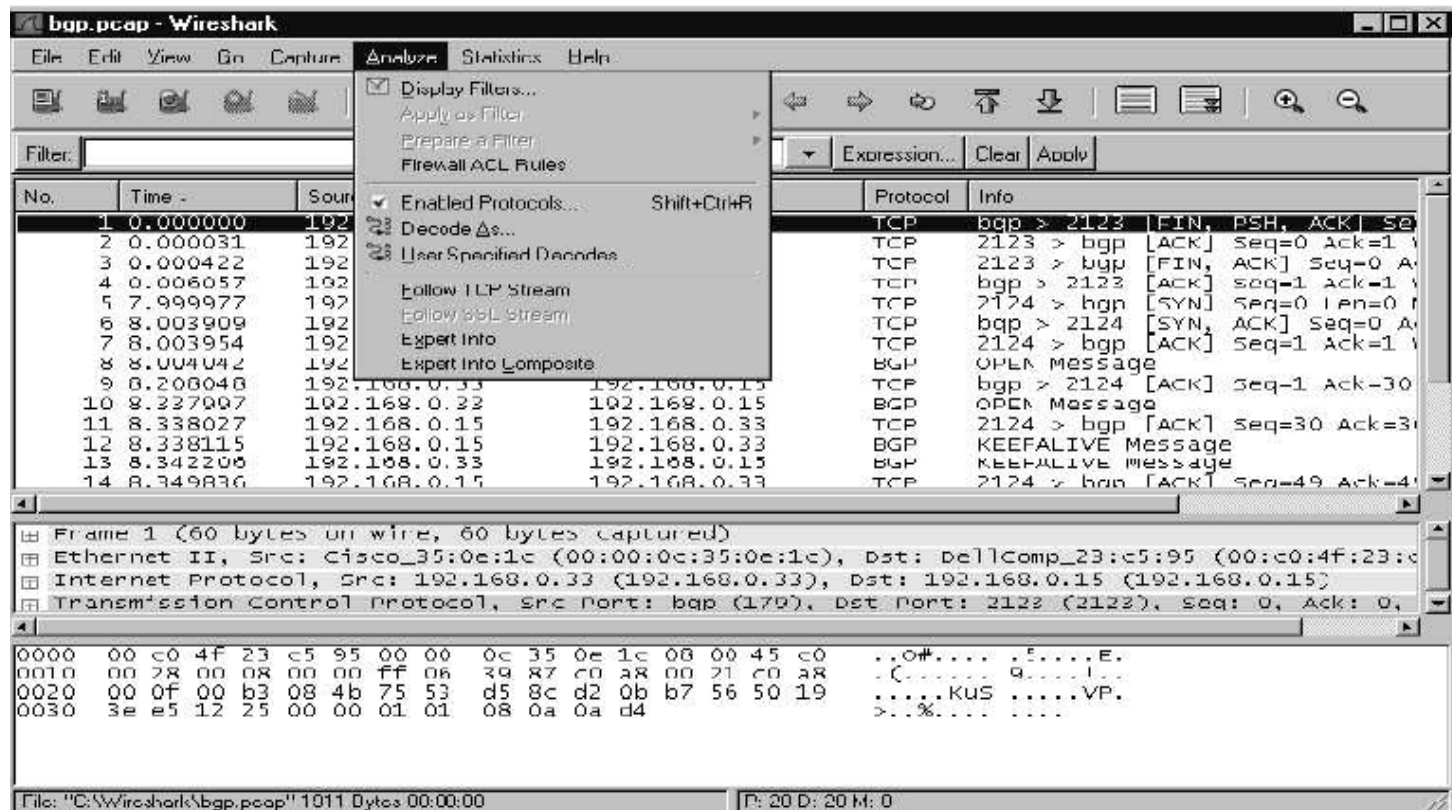 bgp.pcap - Wireshark
File Edit View Go Capture Analyze Statistics Help
Display Filters...
Apply as Filter
Prepare a Filter
Firewall ACL Rules
Enabled Protocols... Shift+Ctrl+R
Decode As...
User Specified Decodes
Follow TCP Stream
Follow SSL Stream
Expert Info
Expert Info Composite
Filter: Expression... Clear Apply
No. Time - Sour Protocol Info
1 0.000000 192 TCP bgp > 2123 [FIN, PSH, ACK] Se
2 0.000031 192 TCP 2123 > bgp [ACK] Seq=0 Ack=1
3 0.000422 192 TCP 2123 > bgp [FIN, ACK] Seq=0 A
4 0.006057 192 TCP bgp > 2123 [ACK] Seq=1 Ack=1
5 7.999977 192 TCP 2124 > bgp [SYN] Seq=0 Len=0
6 8.003909 192 TCP bgp > 2124 [SYN, ACK] Seq=0 A
7 8.003954 192 TCP 2124 > bgp [ACK] Seq=1 Ack=1
8 8.004042 192 BGP OPEN Message
9 8.208048 192.168.0.33 192.168.0.15 TCP bgp > 2124 [ACK] Seq=1 Ack=30
10 8.337997 192.168.0.33 192.168.0.15 BGP OPEN Message
11 8.338027 192.168.0.15 192.168.0.33 TCP 2124 > bgp [ACK] Seq=30 Ack=3
12 8.338115 192.168.0.15 192.168.0.33 BGP KEEPALIVE Message
13 8.342206 192.168.0.33 192.168.0.15 BGP KEEPALIVE Message
14 8.349836 192.168.0.15 192.168.0.33 TCP 2124 > bgp [ACK] Seq=49 Ack=4
Frame 1 (60 bytes on wire, 60 bytes captured)
Ethernet II, Src: Cisco_35:0e:1c (00:00:0c:35:0e:1c), Dst: DellComp_23:c5:95 (00:c0:4f:23:c
Internet Protocol, Src: 192.168.0.33 (192.168.0.33), Dst: 192.168.0.15 (192.168.0.15)
Transmission Control Protocol, Src Port: bgp (179), Dst Port: 2123 (2123), Seq: 0, Ack: 0,
0000 00 c0 4f 23 c5 95 00 00 0c 35 0e 1c 08 00 45 c0 ..O#.... .5....E.
0010 00 28 00 08 00 00 ff 06 39 87 c0 a8 00 21 c0 a8 .(...... 9....!..
0020 00 0f 00 b3 08 4b 75 53 d5 8c d2 0b b7 56 50 19 .....KuS .....VP.
0030 3e e5 12 25 00 00 01 01 08 0a 0a d4 >..%.... ....
File: "C:\Wireshark\bgp.pcap" 1911 Bytes 00:00:00 P: 20 D: 20 M: 0